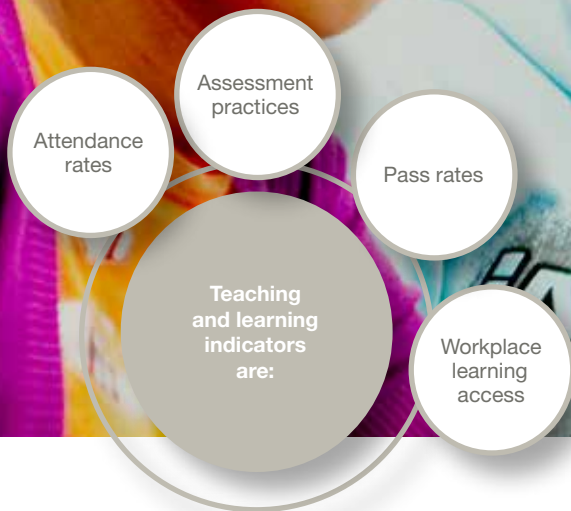 Assessment
practices
Attendance
rates
Pass rates
Teaching
and learning
indicators
are:
Workplace
learning
access